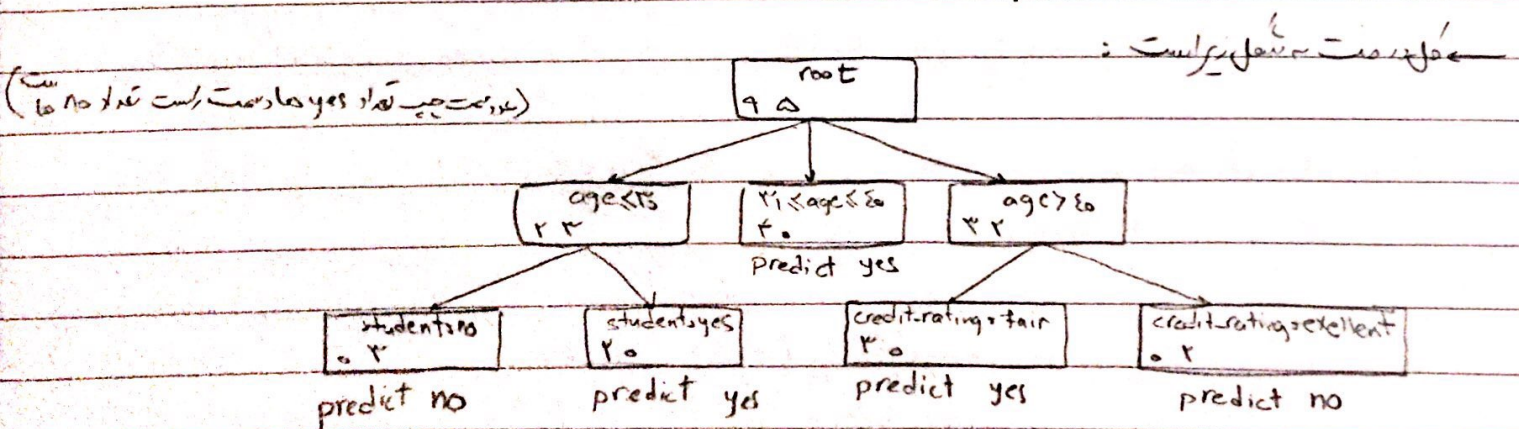 کل درخت به شکل زیر است :
(عدد سمت چپ تعداد yes ها و سمت راست تعداد no ها ست)
root
۹ ۵
age≤۳۰ ۳۱≤age≤۴۰ age>۴۰
۲ ۳ ۴ ۰ ۳ ۲
predict yes
student=no student=yes credit-rating=fair credit-rating=exellent
۰ ۳ ۲ ۰ ۳ ۰ ۰ ۲
predict no predict yes predict yes predict no